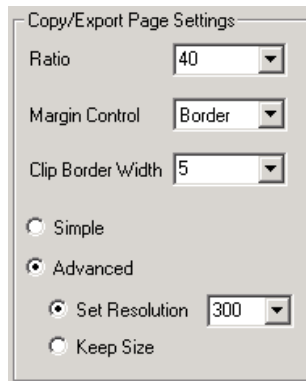 Copy/Export Page Settings
Ratio 40
Margin Control Border
Clip Border Width 5
Simple
Advanced
Set Resolution 300
Keep Size